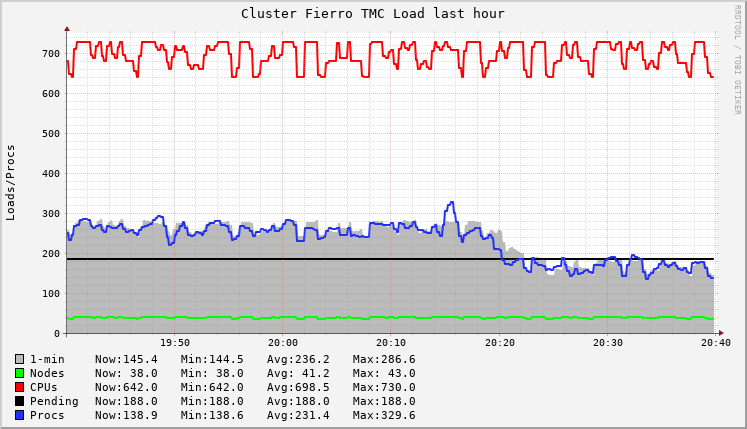 Cluster Fierro TMC Load last hour
RRDTOOL / TOBI OETIKER
Loads/Procs
700
600
500
400
300
200
100
0
19:50 20:00 20:10 20:20 20:30 20:40
1-min Now:145.4 Min:144.5 Avg:236.2 Max:286.6
Nodes Now: 38.0 Min: 38.0 Avg: 41.2 Max: 43.0
CPUs Now:642.0 Min:642.0 Avg:698.5 Max:730.0
Pending Now:188.0 Min:188.0 Avg:188.0 Max:188.0
Procs Now:138.9 Min:138.6 Avg:231.4 Max:329.6